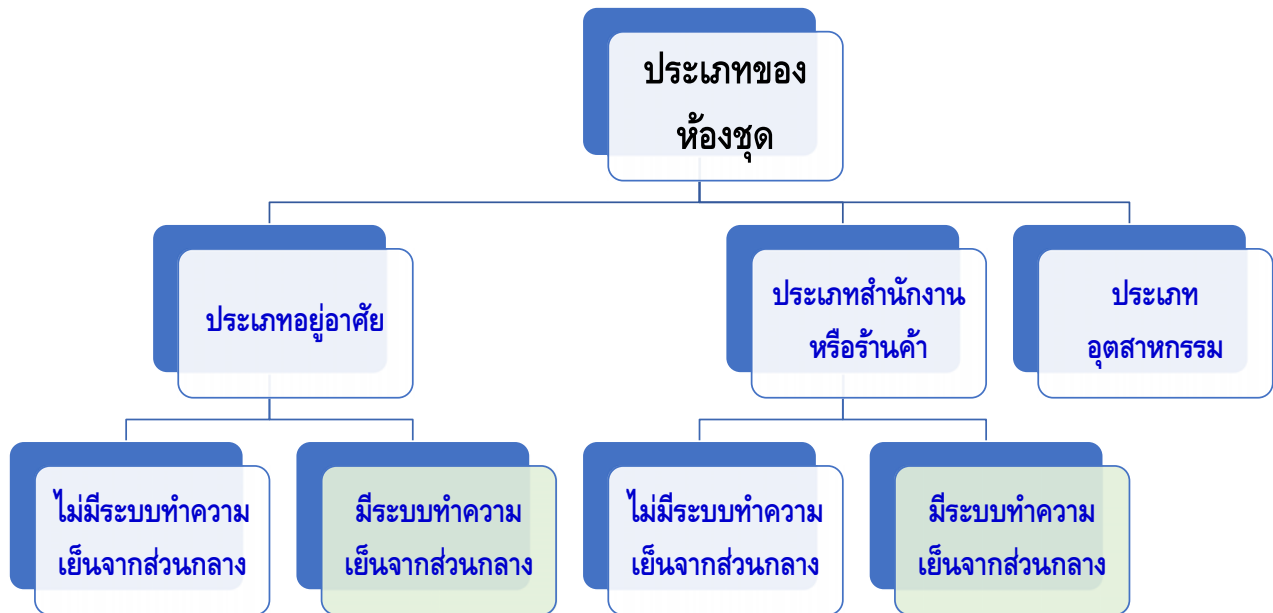 ประเภทของ
ห้องชุด
ประเภทอยู่อาศัย
ประเภทสำนักงาน
หรือร้านค้า
ประเภท
อุตสาหกรรม
ไม่มีระบบทำความ
เย็นจากส่วนกลาง
มีระบบทำความ
เย็นจากส่วนกลาง
ไม่มีระบบทำความ
เย็นจากส่วนกลาง
มีระบบทำความ
เย็นจากส่วนกลาง